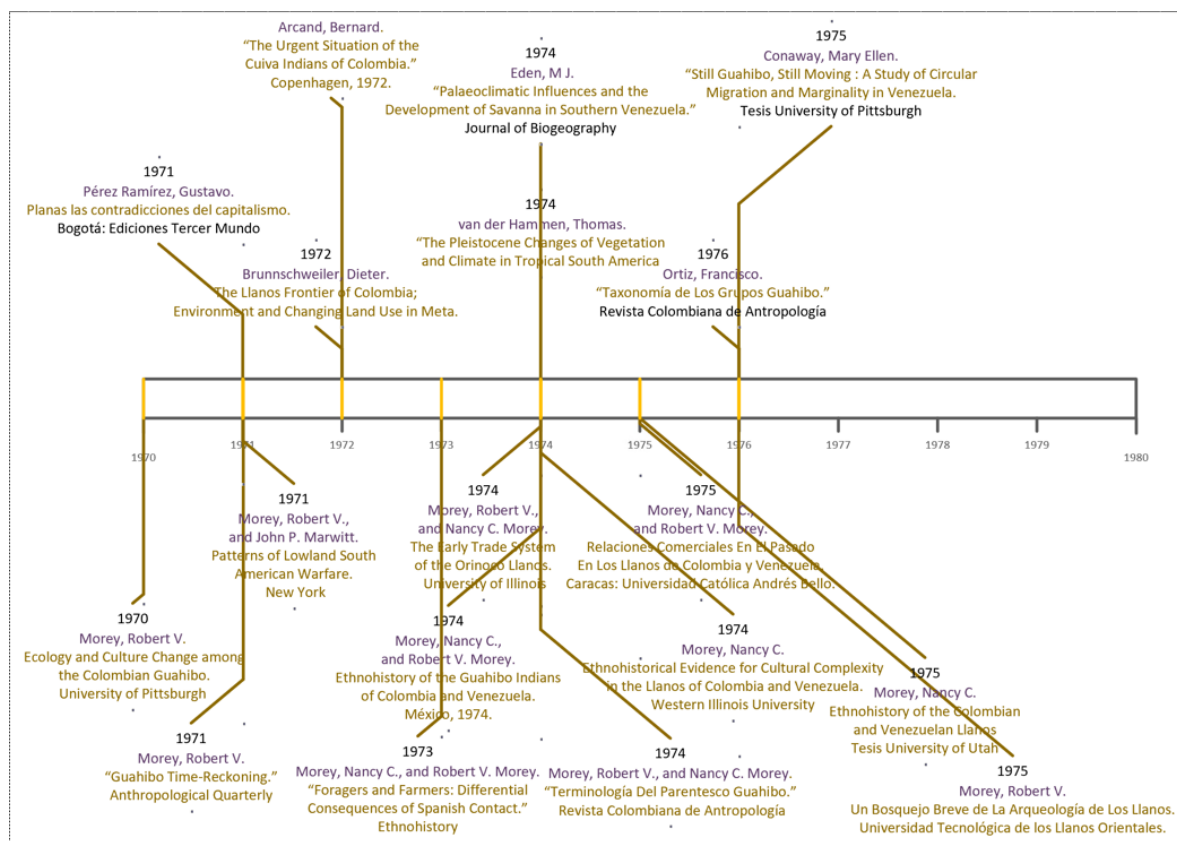 Arcand, Bernard.
“The Urgent Situation of the
Cuiva Indians of Colombia.”
Copenhagen, 1972.
1974
Eden, M J.
“Palaeoclimatic Influences and the
Development of Savanna in Southern Venezuela.”
Journal of Biogeography
1975
Conaway, Mary Ellen.
“Still Guahibo, Still Moving : A Study of Circular
Migration and Marginality in Venezuela.
Tesis University of Pittsburgh
1971
Pérez Ramírez, Gustavo.
Planas las contradicciones del capitalismo.
Bogotá: Ediciones Tercer Mundo
1974
van der Hammen, Thomas.
“The Pleistocene Changes of Vegetation
and Climate in Tropical South America
1972
Brunnschweiler, Dieter.
The Llanos Frontier of Colombia;
Environment and Changing Land Use in Meta.
1976
Ortiz, Francisco.
“Taxonomía de Los Grupos Guahibo.”
Revista Colombiana de Antropología
1970
1971
1972
1973
1974
1975
1976
1977
1978
1979
1980
1971
Morey, Robert V.,
and John P. Marwitt.
Patterns of Lowland South
American Warfare.
New York
1974
Morey, Robert V.,
and Nancy C. Morey.
The Early Trade System
of the Orinoco Llanos.
University of Illinois
1975
Morey, Nancy C.,
and Robert V. Morey.
Relaciones Comerciales En El Pasado
En Los Llanos de Colombia y Venezuela.
Caracas: Universidad Católica Andrés Bello.
1970
Morey, Robert V.
Ecology and Culture Change among
the Colombian Guahibo.
University of Pittsburgh
1974
Morey, Nancy C.,
and Robert V. Morey.
Ethnohistory of the Guahibo Indians
of Colombia and Venezuela.
México, 1974.
1974
Morey, Nancy C.
Ethnohistorical Evidence for Cultural Complexity
in the Llanos of Colombia and Venezuela.
Western Illinois University
1975
Morey, Nancy C.
Ethnohistory of the Colombian
and Venezuelan Llanos
Tesis University of Utah
1971
Morey, Robert V.
“Guahibo Time-Reckoning.”
Anthropological Quarterly
1973
Morey, Nancy C., and Robert V. Morey.
“Foragers and Farmers: Differential
Consequences of Spanish Contact.”
Ethnohistory
1974
Morey, Robert V., and Nancy C. Morey.
“Terminología Del Parentesco Guahibo.”
Revista Colombiana de Antropología
1975
Morey, Robert V.
Un Bosquejo Breve de La Arqueología de Los Llanos.
Universidad Tecnológica de los Llanos Orientales.